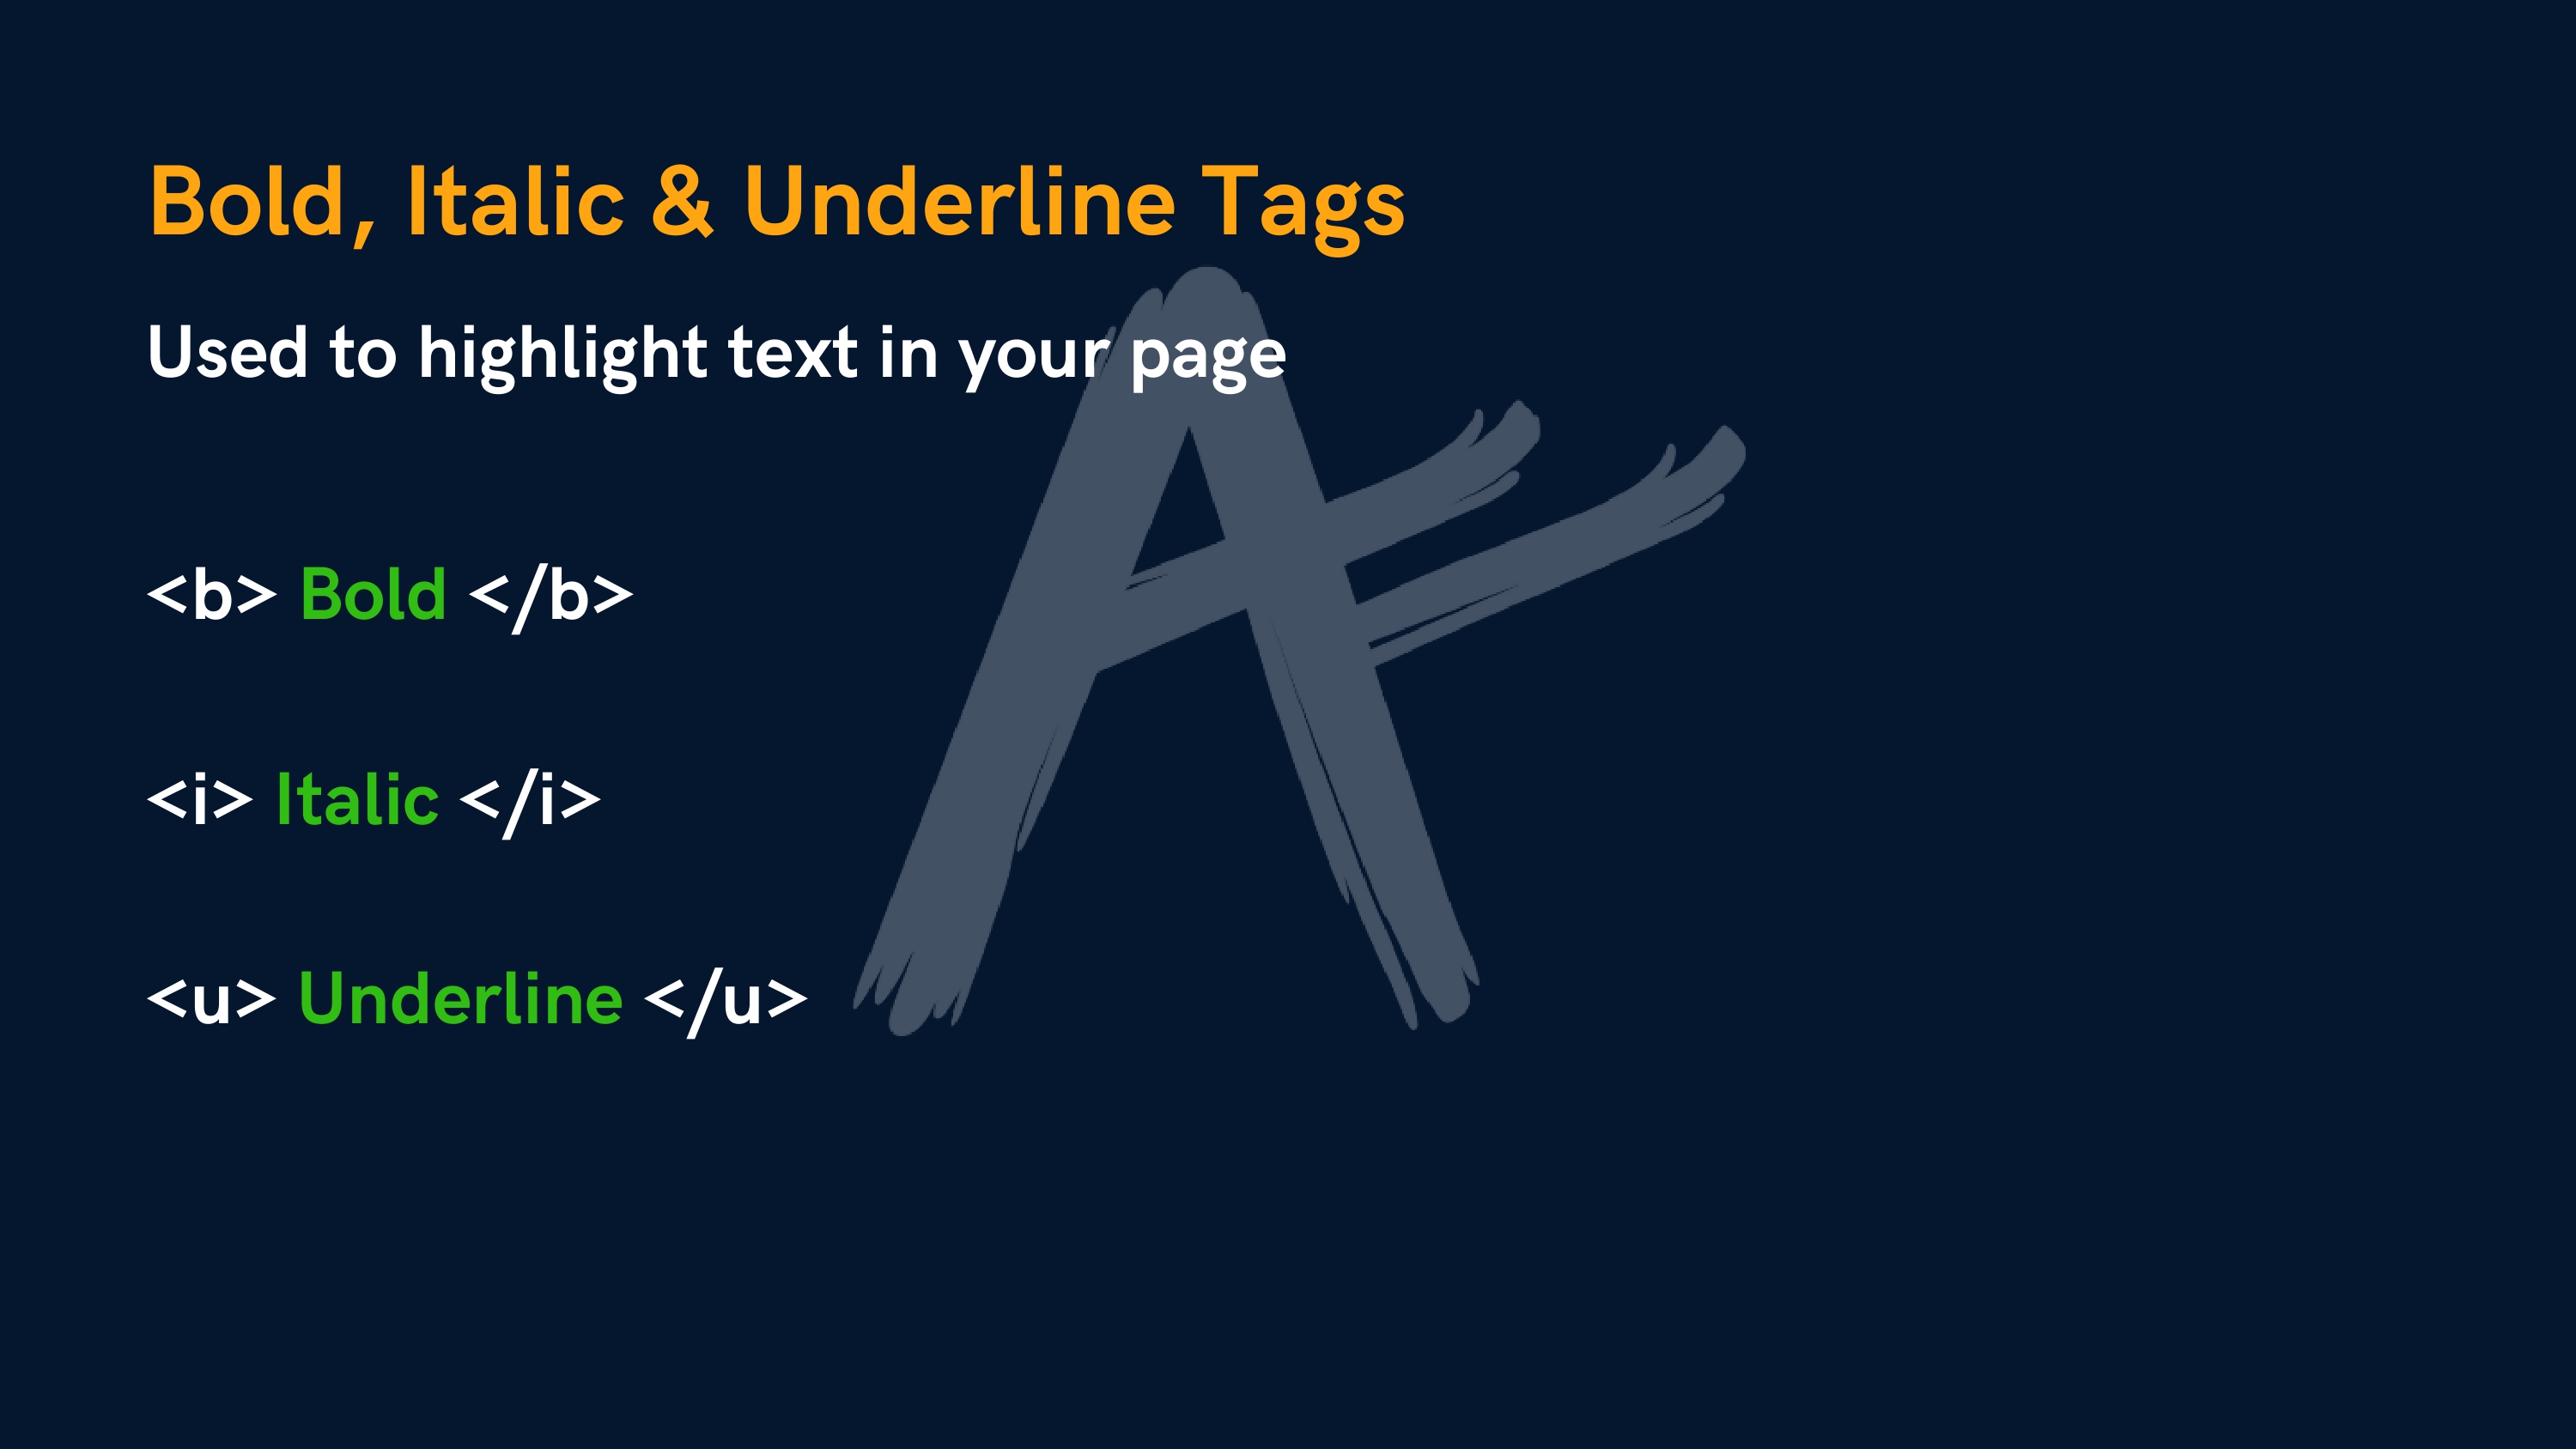 Bold, Italic & Underline Tags
Used to highlight text in your page
<b> Bold </b>
<i> Italic </i>
<u> Underline </u>